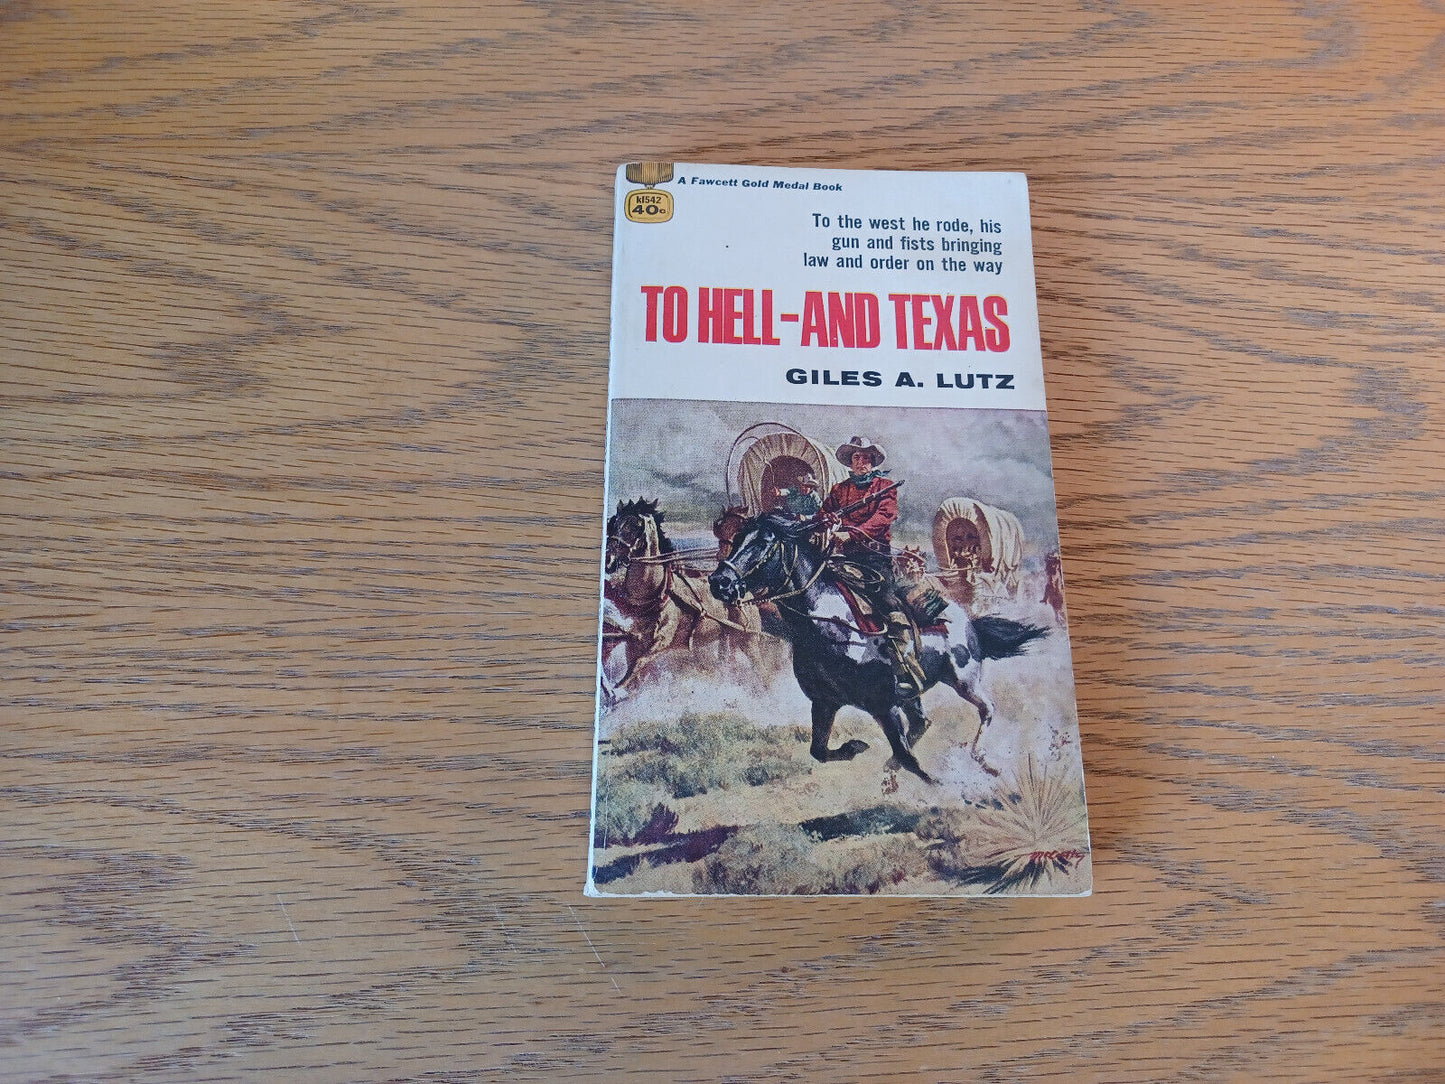 A Fawcett Gold Medal Book
k1542
40c
To the west he rode, his
gun and fists bringing
law and order on the way
TO HELL-AND TEXAS
GILES A. LUTZ